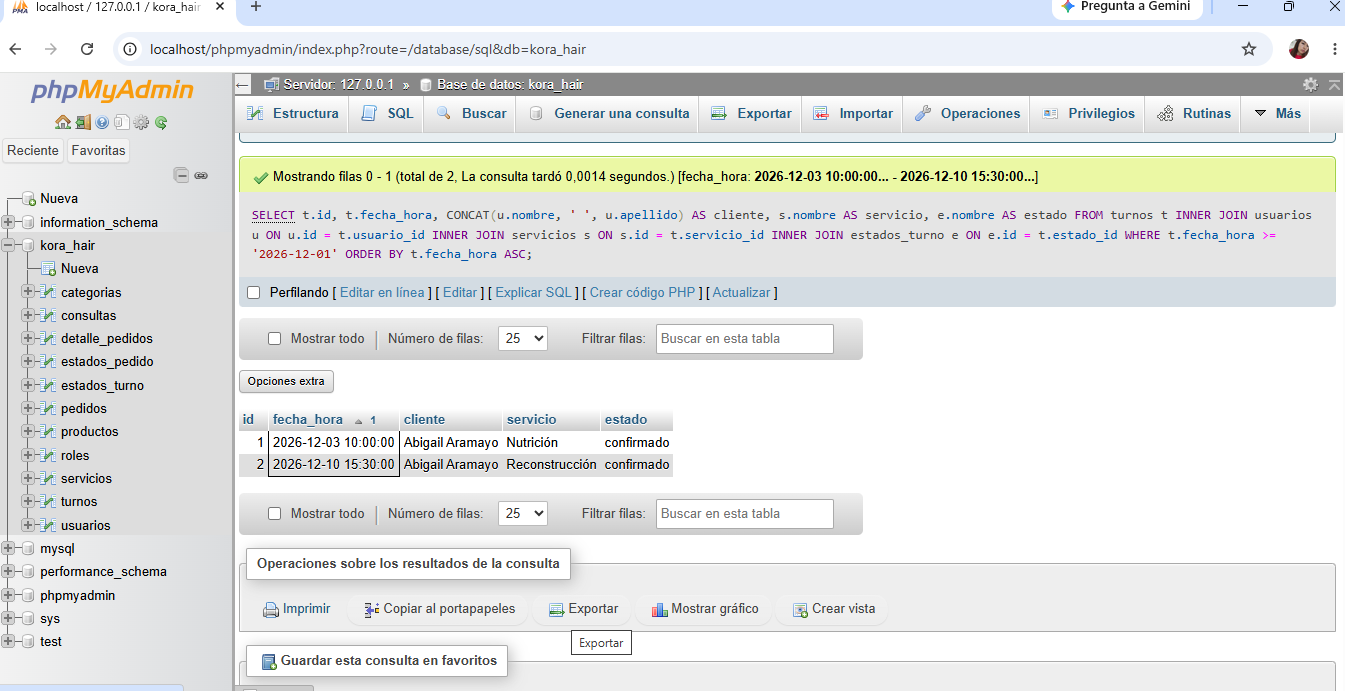 localhost / 127.0.0.1 / kora_hair
Pregunta a Gemini
localhost/phpmyadmin/index.php?route=/database/sql&db=kora_hair
phpMyAdmin
Reciente Favoritas
Nueva
information_schema
kora_hair
Nueva
categorias
consultas
detalle_pedidos
estados_pedido
estados_turno
pedidos
productos
roles
servicios
turnos
usuarios
mysql
performance_schema
phpmyadmin
sys
test
Servidor: 127.0.0.1 » Base de datos: kora_hair
Estructura SQL Buscar Generar una consulta Exportar Importar Operaciones Privilegios Rutinas Más
Mostrando filas 0 - 1 (total de 2, La consulta tardó 0,0014 segundos.) [fecha_hora: 2026-12-03 10:00:00... - 2026-12-10 15:30:00...]
SELECT t.id, t.fecha_hora, CONCAT(u.nombre, ' ', u.apellido) AS cliente, s.nombre AS servicio, e.nombre AS estado FROM turnos t INNER JOIN usuarios
u ON u.id = t.usuario_id INNER JOIN servicios s ON s.id = t.servicio_id INNER JOIN estados_turno e ON e.id = t.estado_id WHERE t.fecha_hora >=
'2026-12-01' ORDER BY t.fecha_hora ASC;
Perfilando [ Editar en línea ] [ Editar ] [ Explicar SQL ] [ Crear código PHP ] [ Actualizar ]
Mostrar todo Número de filas: 25 Filtrar filas: Buscar en esta tabla
Opciones extra
id fecha_hora 1 cliente servicio estado
1 2026-12-03 10:00:00 Abigail Aramayo Nutrición confirmado
2 2026-12-10 15:30:00 Abigail Aramayo Reconstrucción confirmado
Mostrar todo Número de filas: 25 Filtrar filas: Buscar en esta tabla
Operaciones sobre los resultados de la consulta
Imprimir Copiar al portapapeles Exportar Mostrar gráfico Crear vista
Exportar
Guardar esta consulta en favoritos